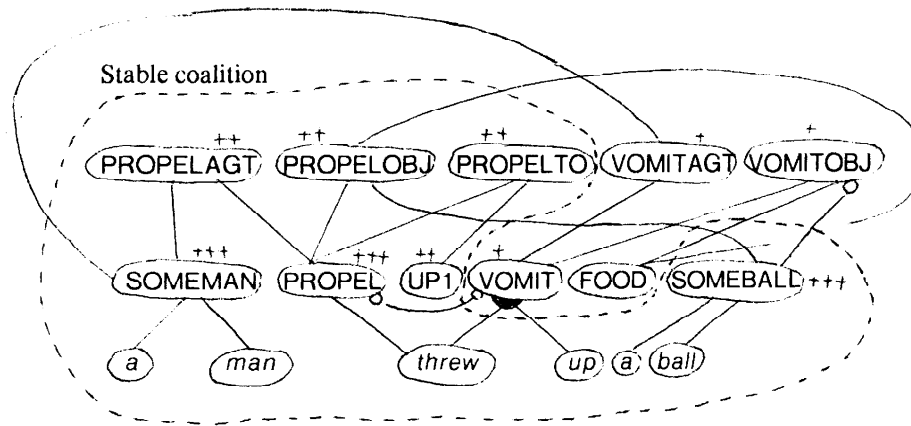 Stable coalition
++ ++ ++ + +
PROPELAGT PROPELOBJ PROPELTO VOMITAGT VOMITOBJ
+++ +++ ++ +
SOMEMAN PROPEL UP1 VOMIT FOOD SOMEBALL +++
a man threw up a ball